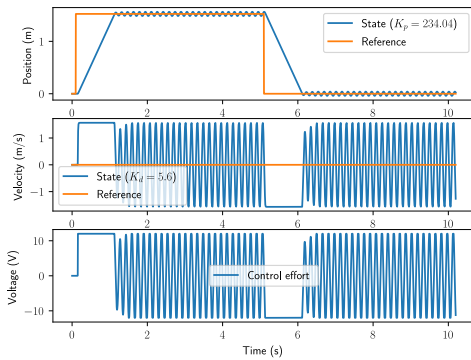 1
0
Position (m)
State (K_p = 234.04)
Reference
1
0
−1
Velocity (m/s)
State (K_d = 5.6)
Reference
10
0
−10
Voltage (V)
Control effort
0 2 4 6 8 10
Time (s)